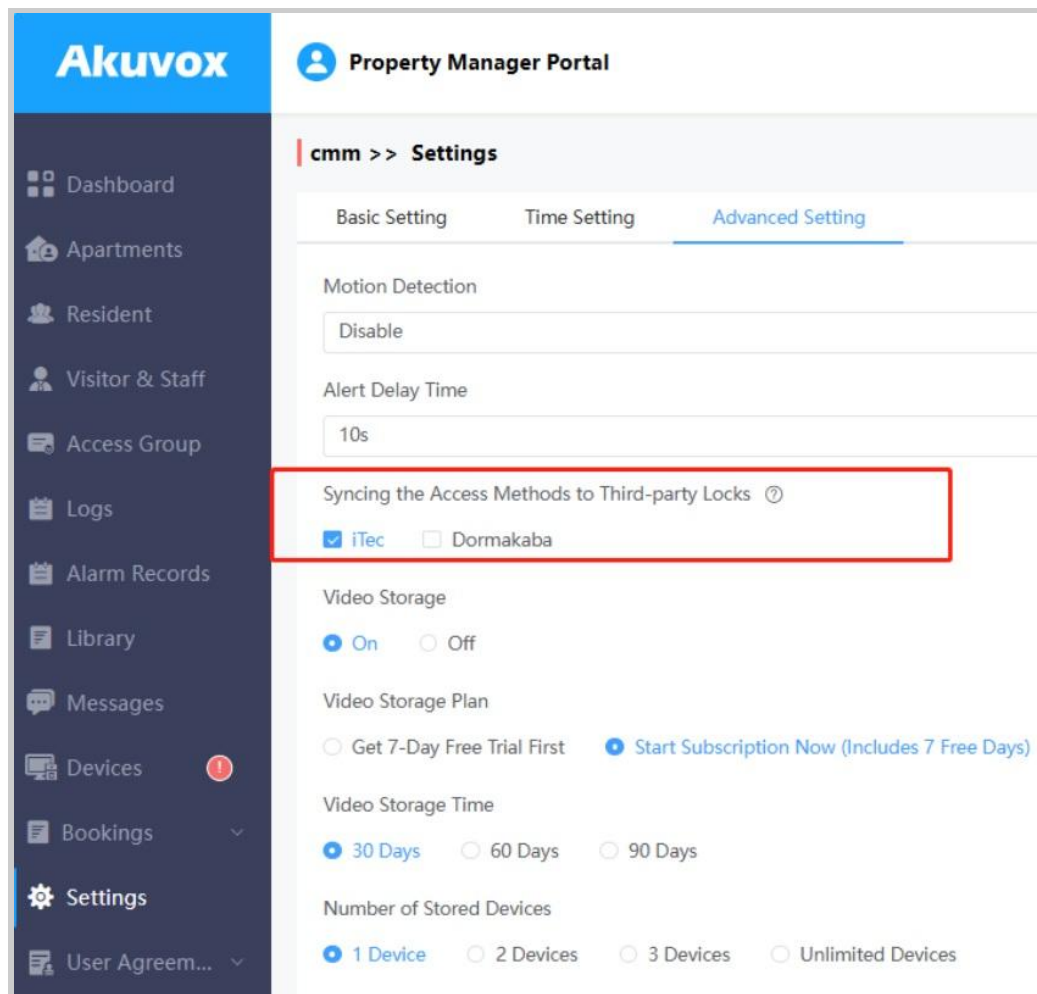 Akuvox
Property Manager Portal
cmm >> Settings
Dashboard
Apartments
Resident
Visitor & Staff
Access Group
Logs
Alarm Records
Library
Messages
Devices !
Bookings
Settings
User Agreem...
Basic Setting Time Setting Advanced Setting
Motion Detection
Disable
Alert Delay Time
10s
Syncing the Access Methods to Third-party Locks ?
iTec Dormakaba
Video Storage
On Off
Video Storage Plan
Get 7-Day Free Trial First Start Subscription Now (Includes 7 Free Days)
Video Storage Time
30 Days 60 Days 90 Days
Number of Stored Devices
1 Device 2 Devices 3 Devices Unlimited Devices